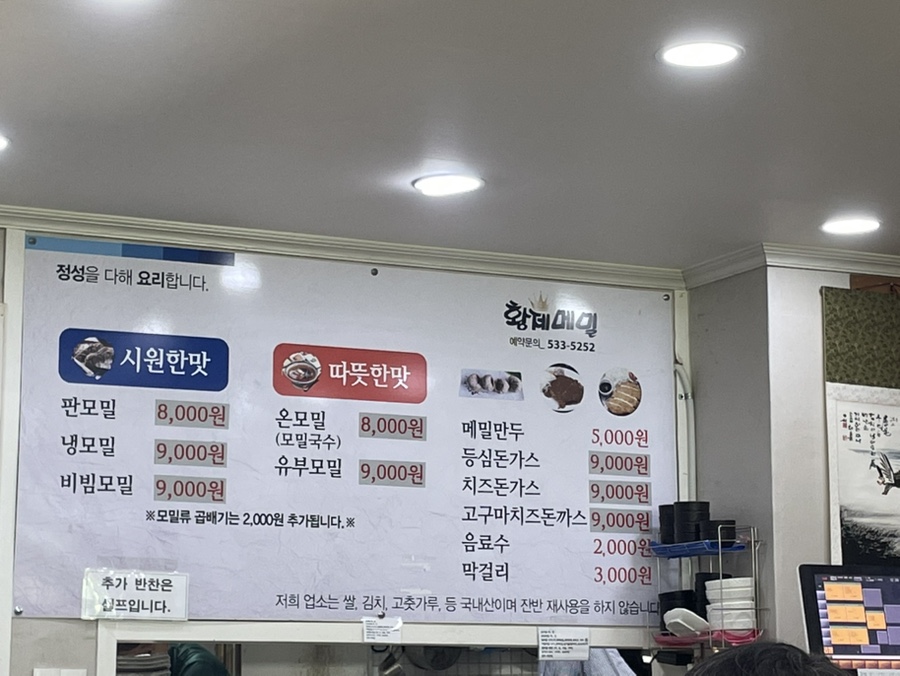 정성을 다해 요리합니다.
황제메밀
예약문의_ 533-5252
시원한맛
판모밀 8,000원
냉모밀 9,000원
비빔모밀 9,000원
따뜻한맛
온모밀 8,000원
(모밀국수)
유부모밀 9,000원
※모밀류 곱배기는 2,000원 추가됩니다.※
메밀만두 5,000원
등심돈가스 9,000원
치즈돈가스 9,000원
고구마치즈돈까스 9,000원
음료수 2,000원
막걸리 3,000원
추가 반찬은
셀프입니다.
저희 업소는 쌀, 김치, 고춧가루, 등 국내산이며 잔반 재사용을 하지 않습니다